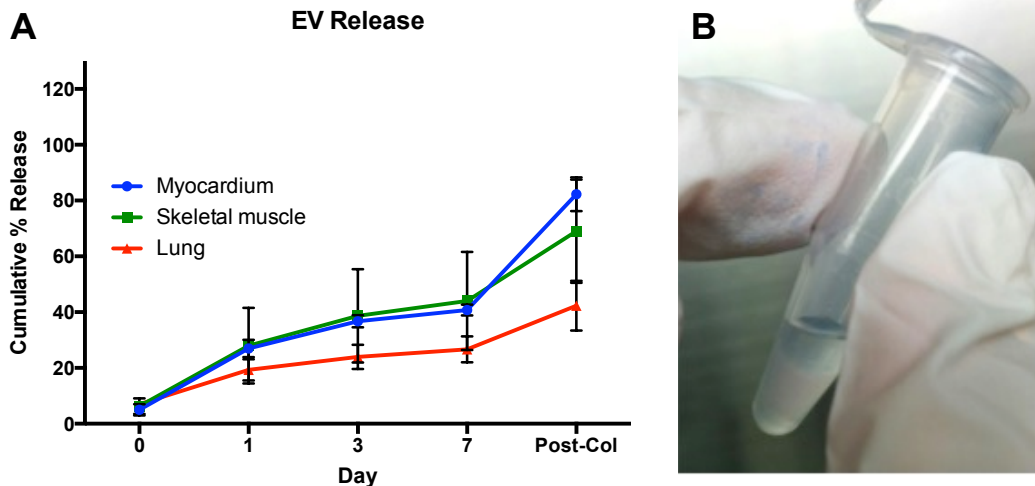 A
EV Release
B
Cumulative % Release
120
100
80
60
40
20
0
Myocardium
Skeletal muscle
Lung
0 1 3 7 Post-Col
Day